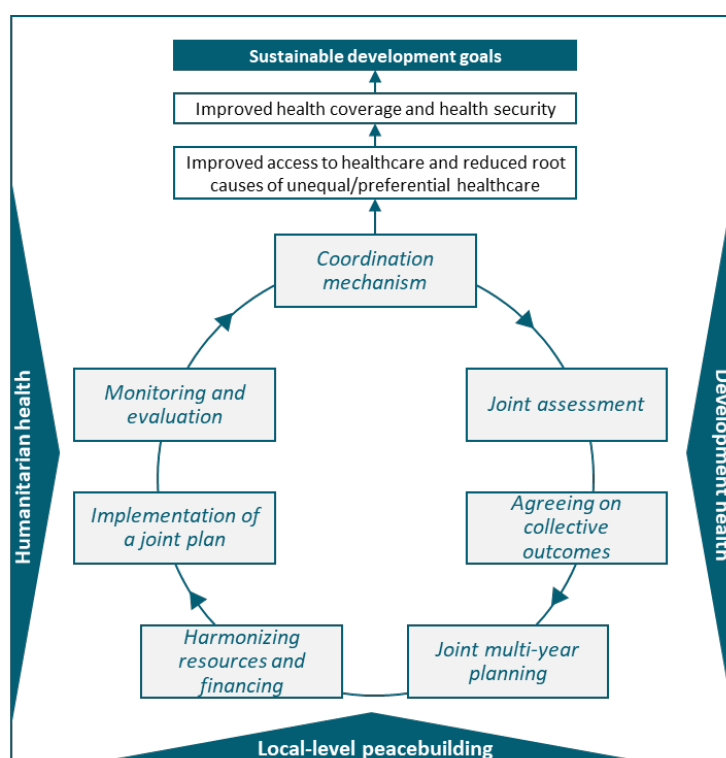 Sustainable development goals
Improved health coverage and health security
Improved access to healthcare and reduced root
causes of unequal/preferential healthcare
Coordination
mechanism
Monitoring and
evaluation
Joint assessment
Implementation of
a joint plan
Agreeing on
collective
outcomes
Harmonizing
resources and
financing
Joint multi-year
planning
Humanitarian health
Development health
Local-level peacebuilding